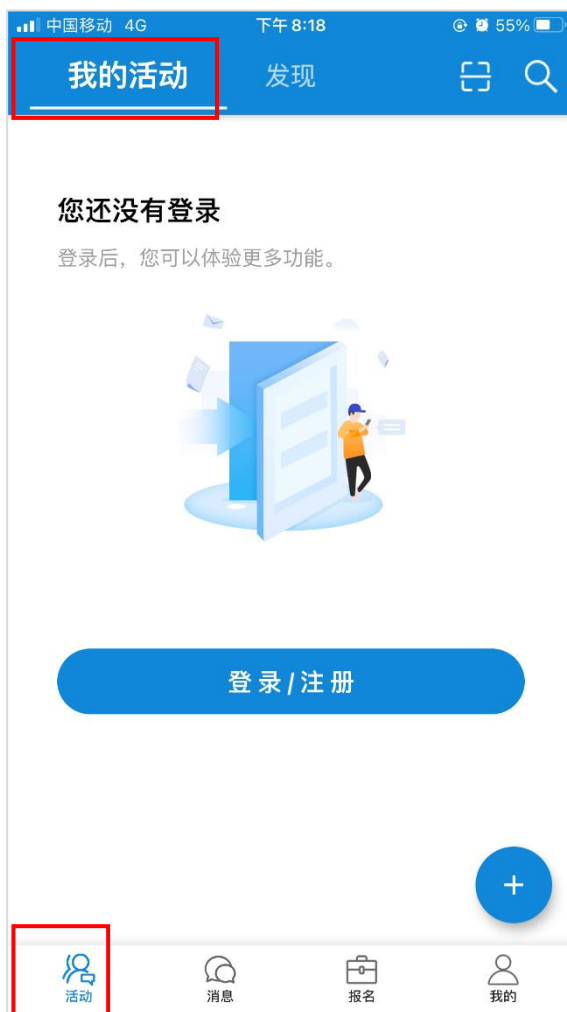 中国移动 4G 下午8:18 55%
我的活动 发现
您还没有登录
登录后，您可以体验更多功能。
登录/注册
+
活动 消息 报名 我的